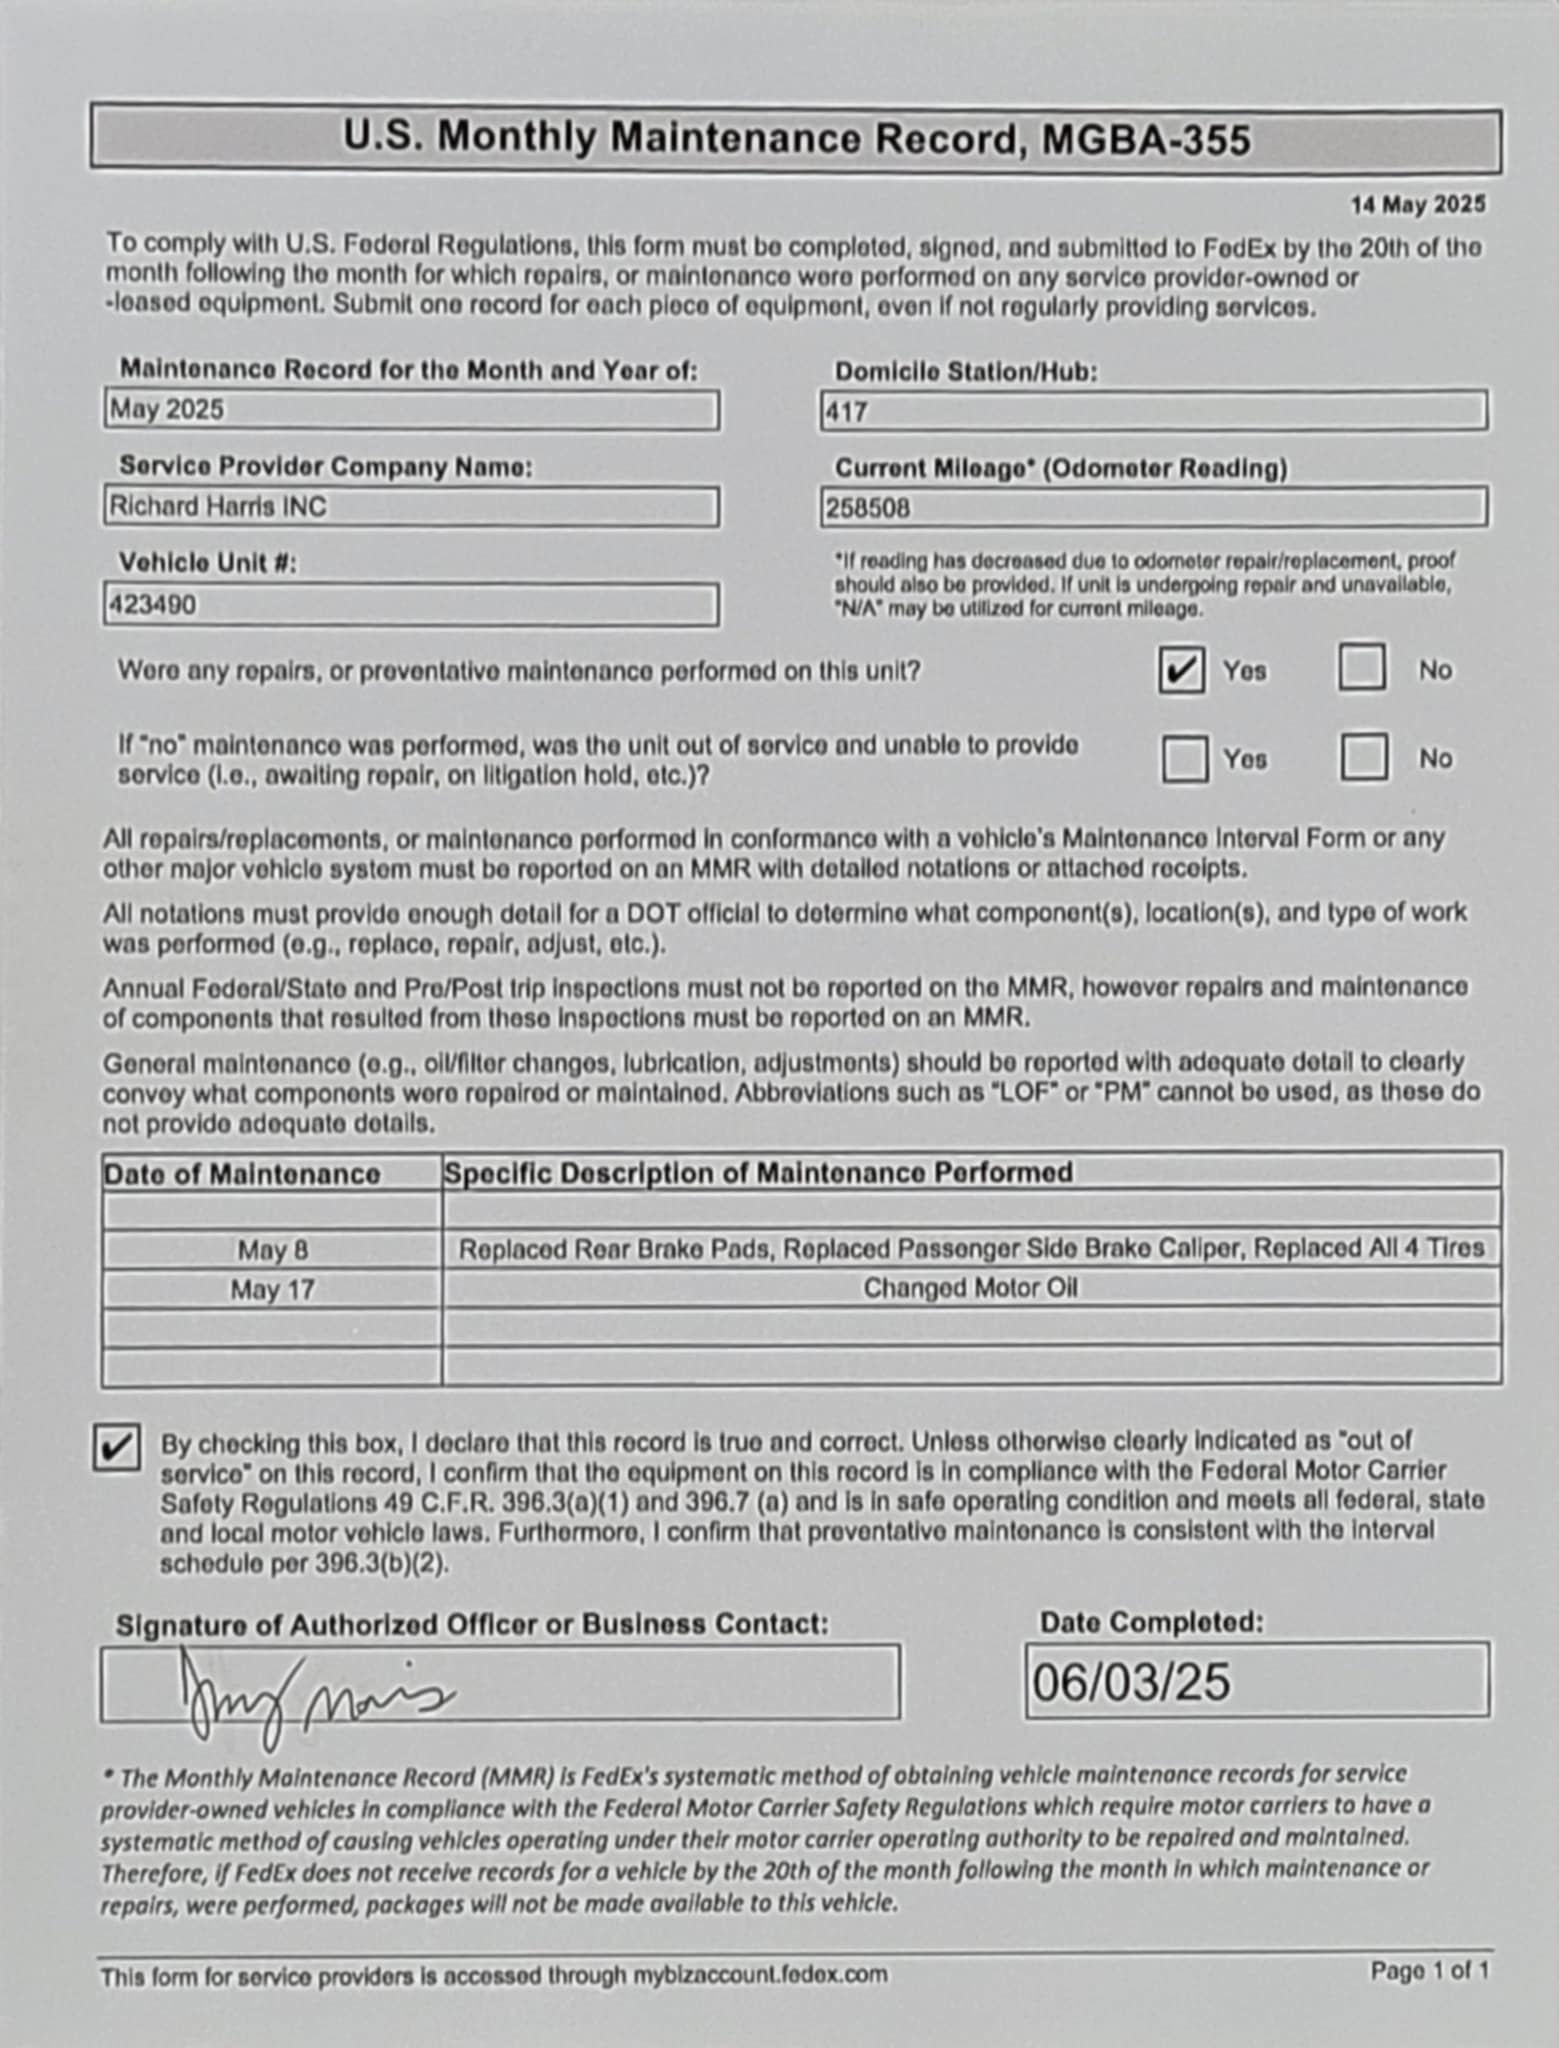 U.S. Monthly Maintenance Record, MGBA-355
14 May 2025
To comply with U.S. Federal Regulations, this form must be completed, signed, and submitted to FedEx by the 20th of the
month following the month for which repairs, or maintenance were performed on any service provider-owned or
-leased equipment. Submit one record for each piece of equipment, even if not regularly providing services.
Maintenance Record for the Month and Year of:
May 2025
Domicile Station/Hub:
417
Service Provider Company Name:
Richard Harris INC
Current Mileage* (Odometer Reading)
258508
Vehicle Unit #:
423490
*If reading has decreased due to odometer repair/replacement, proof
should also be provided. If unit is undergoing repair and unavailable,
"N/A" may be utilized for current mileage.
Were any repairs, or preventative maintenance performed on this unit? ✔ Yes No
If "no" maintenance was performed, was the unit out of service and unable to provide
service (i.e., awaiting repair, on litigation hold, etc.)? Yes No
All repairs/replacements, or maintenance performed in conformance with a vehicle's Maintenance Interval Form or any
other major vehicle system must be reported on an MMR with detailed notations or attached receipts.
All notations must provide enough detail for a DOT official to determine what component(s), location(s), and type of work
was performed (e.g., replace, repair, adjust, etc.).
Annual Federal/State and Pre/Post trip inspections must not be reported on the MMR, however repairs and maintenance
of components that resulted from these inspections must be reported on an MMR.
General maintenance (e.g., oil/filter changes, lubrication, adjustments) should be reported with adequate detail to clearly
convey what components were repaired or maintained. Abbreviations such as "LOF" or "PM" cannot be used, as these do
not provide adequate details.
Date of Maintenance Specific Description of Maintenance Performed
May 8 Replaced Rear Brake Pads, Replaced Passenger Side Brake Caliper, Replaced All 4 Tires
May 17 Changed Motor Oil
✔ By checking this box, I declare that this record is true and correct. Unless otherwise clearly indicated as "out of
service" on this record, I confirm that the equipment on this record is in compliance with the Federal Motor Carrier
Safety Regulations 49 C.F.R. 396.3(a)(1) and 396.7 (a) and is in safe operating condition and meets all federal, state
and local motor vehicle laws. Furthermore, I confirm that preventative maintenance is consistent with the interval
schedule per 396.3(b)(2).
Signature of Authorized Officer or Business Contact:
Date Completed:
06/03/25
* The Monthly Maintenance Record (MMR) is FedEx's systematic method of obtaining vehicle maintenance records for service
provider-owned vehicles in compliance with the Federal Motor Carrier Safety Regulations which require motor carriers to have a
systematic method of causing vehicles operating under their motor carrier operating authority to be repaired and maintained.
Therefore, if FedEx does not receive records for a vehicle by the 20th of the month following the month in which maintenance or
repairs, were performed, packages will not be made available to this vehicle.
This form for service providers is accessed through mybizaccount.fedex.com
Page 1 of 1